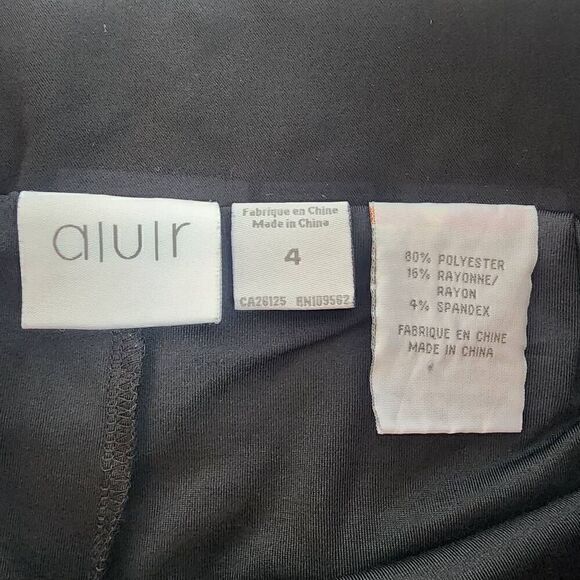 alulr
Fabriqué en Chine
Made in China
4
CA26125 RN109562
80% POLYESTER
16% RAYONNE/
RAYON
4% SPANDEX
FABRIQUE EN CHINE
MADE IN CHINA